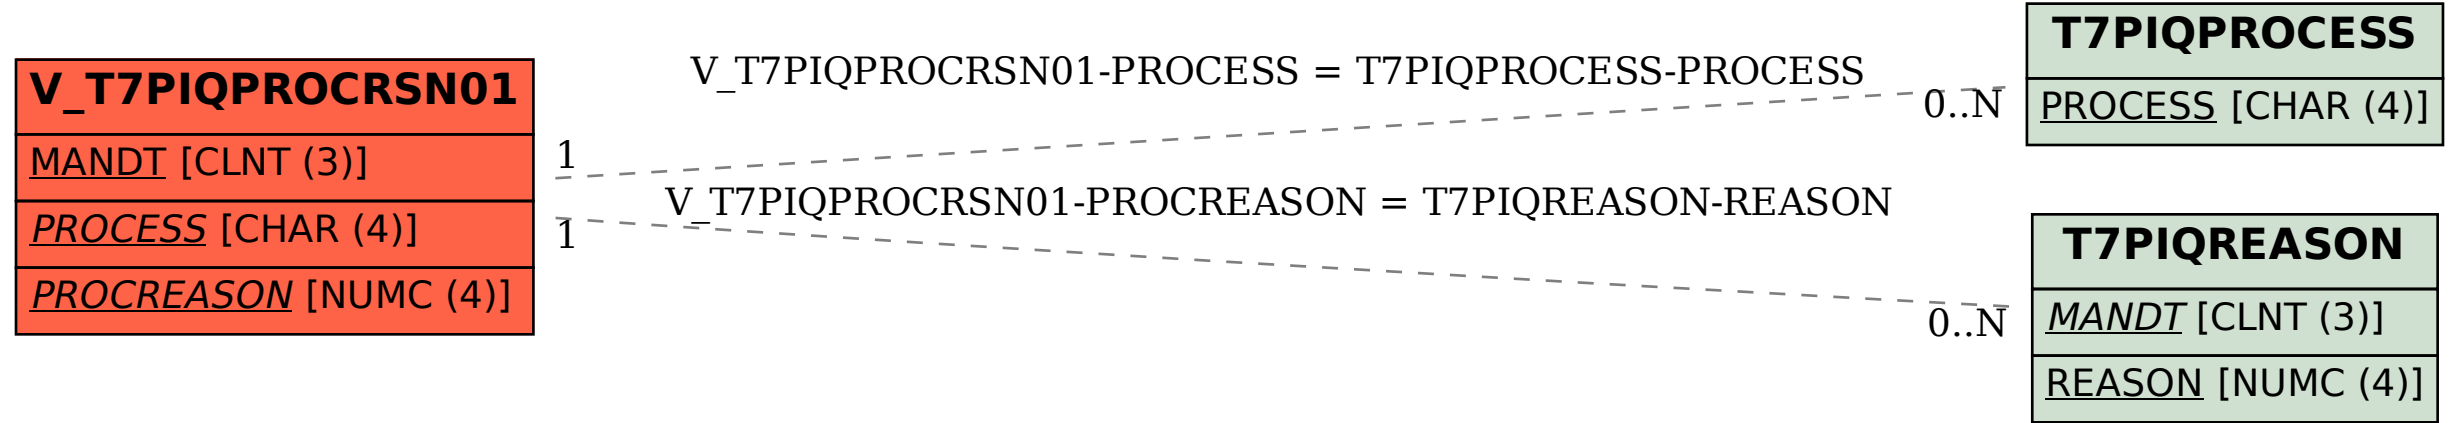 V_T7PIQPROCRSN01
MANDT [CLNT (3)]
PROCESS [CHAR (4)]
PROCREASON [NUMC (4)]
V_T7PIQPROCRSN01-PROCESS = T7PIQPROCESS-PROCESS
1
0..N
V_T7PIQPROCRSN01-PROCREASON = T7PIQREASON-REASON
1
0..N
T7PIQPROCESS
PROCESS [CHAR (4)]
T7PIQREASON
MANDT [CLNT (3)]
REASON [NUMC (4)]